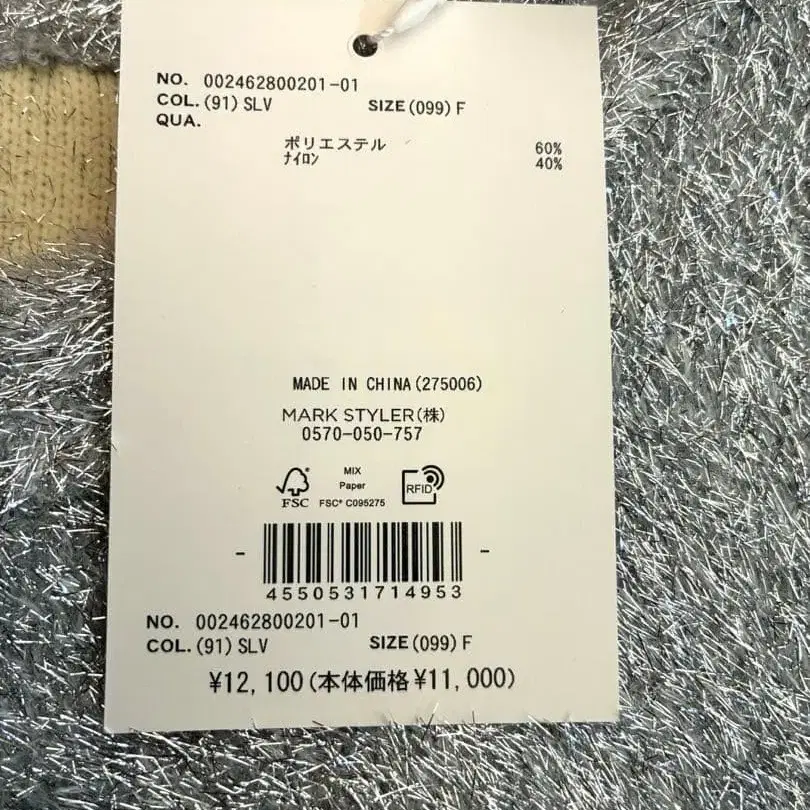 NO. 002462800201-01
COL.(91)SLV SIZE(099)F
QUA.
ポリエステル 60%
ﾅｲﾛﾝ 40%
MADE IN CHINA(275006)
MARK STYLER(株)
0570-050-757
FSC
MIX
Paper
FSC® C095275
RFID
4550531714953
NO. 002462800201-01
COL.(91)SLV SIZE(099)F
¥12,100(本体価格¥11,000)